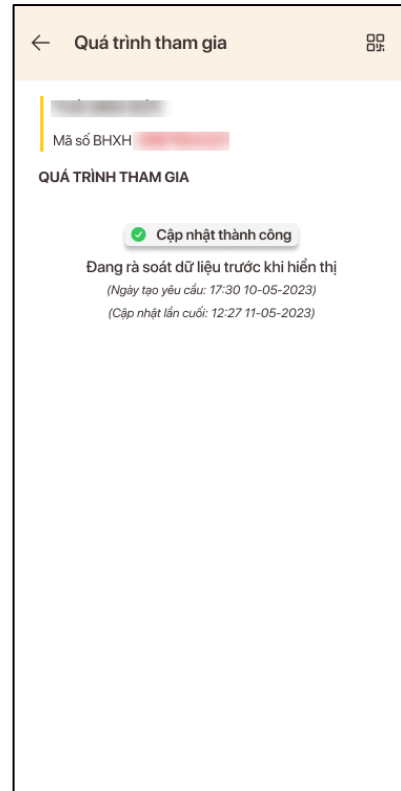 Quá trình tham gia
Mã số BHXH
QUÁ TRÌNH THAM GIA
Cập nhật thành công
Đang rà soát dữ liệu trước khi hiển thị
(Ngày tạo yêu cầu: 17:30 10-05-2023)
(Cập nhật lần cuối: 12:27 11-05-2023)